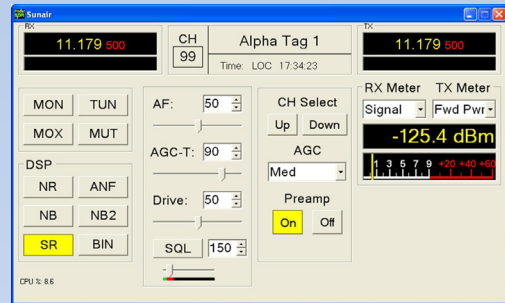 Sunair
RX
11.179 500
CH
99
Alpha Tag 1
Time: LOC 17:34:23
TX
11.179 500
MON TUN
MOX MUT
DSP
NR ANF
NB NB2
SR BIN
CPU %: 8.6
AF: 50
AGC-T: 90
Drive: 50
SQL 150
CH Select
Up Down
AGC
Med
Preamp
On Off
RX Meter TX Meter
Signal Fwd Pwr
-125.4 dBm
1 3 5 7 9 +20 +40 +60